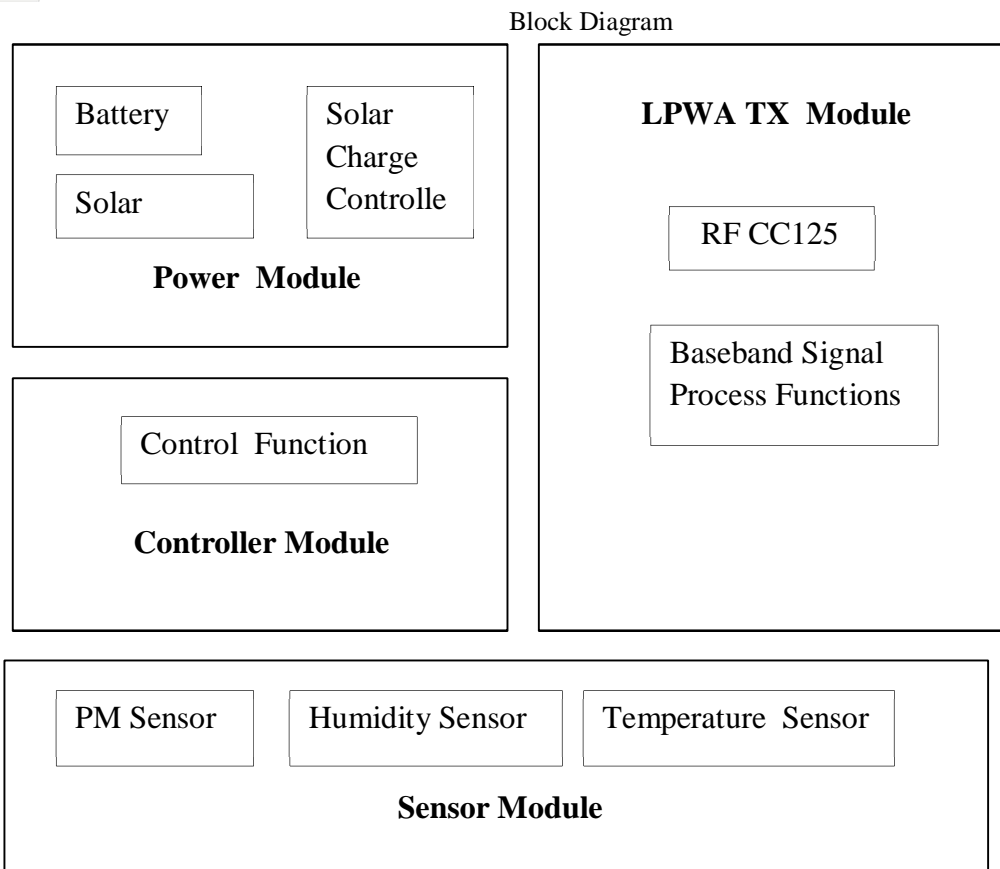 Block Diagram
Battery
Solar
Solar
Charge
Controlle
Power Module
LPWA TX Module
RF CC125
Baseband Signal
Process Functions
Control Function
Controller Module
PM Sensor
Humidity Sensor
Temperature Sensor
Sensor Module